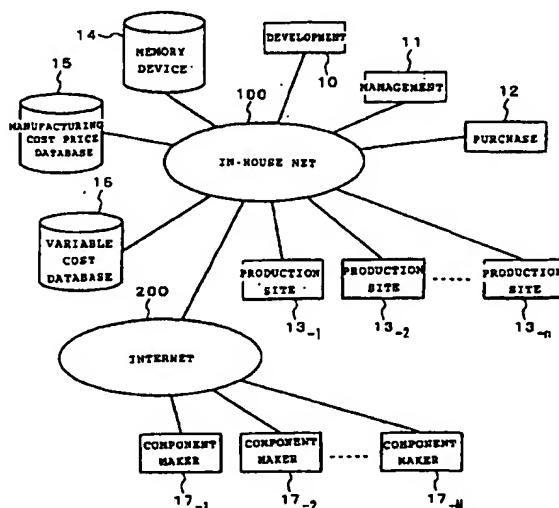 14
MEMORY
DEVICE
DEVELOPMENT
10
11
MANAGEMENT
15
MANUFACTURING
COST PRICE
DATABASE
100
IN-HOUSE NET
12
PURCHASE
16
VARIABLE
COST
DATABASE
PRODUCTION
SITE
13-1
PRODUCTION
SITE
13-2
PRODUCTION
SITE
13-n
200
INTERNET
COMPONENT
MAKER
17-1
COMPONENT
MAKER
17-2
COMPONENT
MAKER
17-N